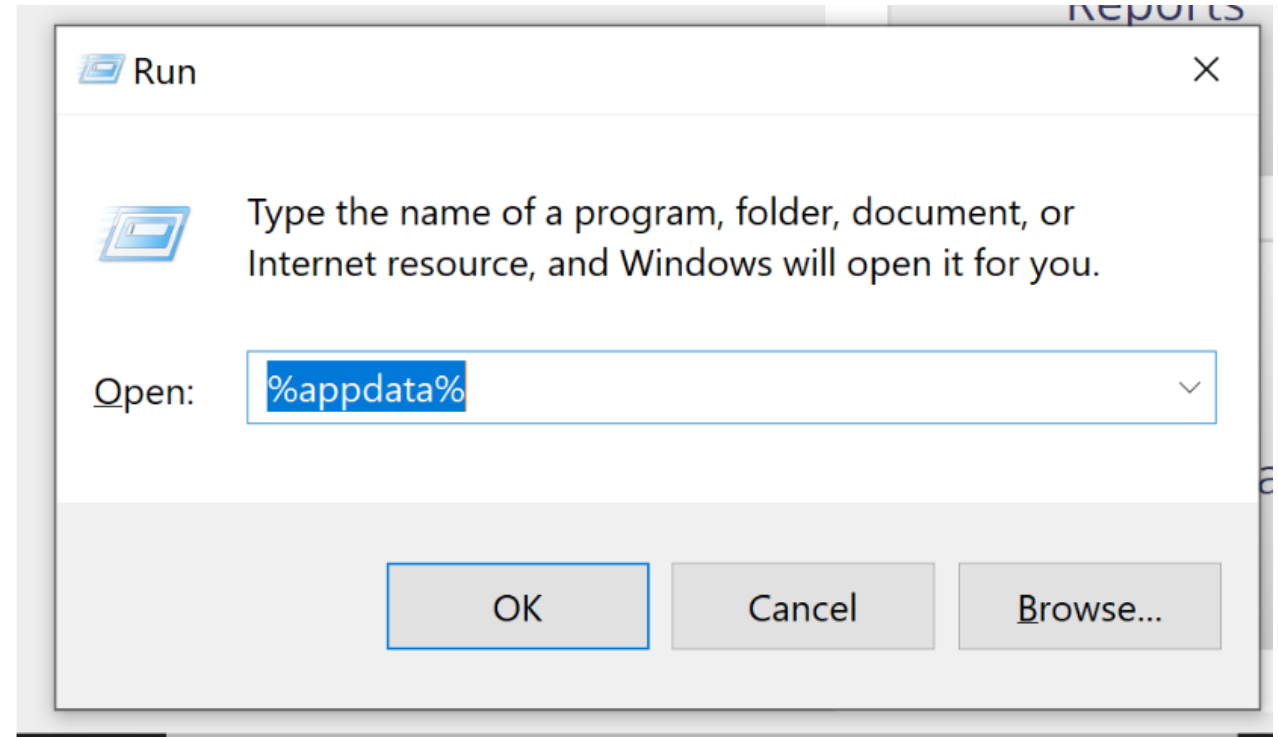 Reports
Run
Type the name of a program, folder, document, or
Internet resource, and Windows will open it for you.
Open:
%appdata%
OK
Cancel
Browse...